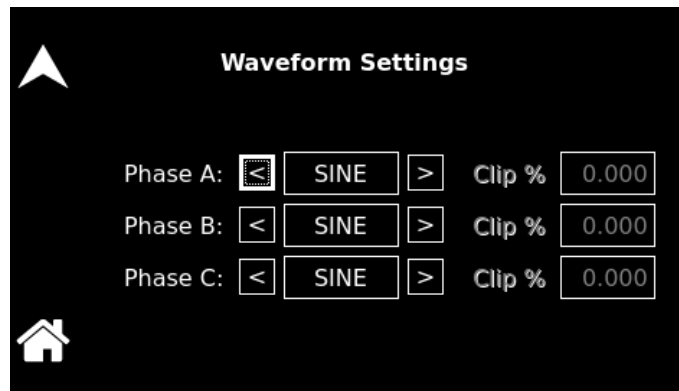 Waveform Settings
Phase A: < SINE > Clip % 0.000
Phase B: < SINE > Clip % 0.000
Phase C: < SINE > Clip % 0.000